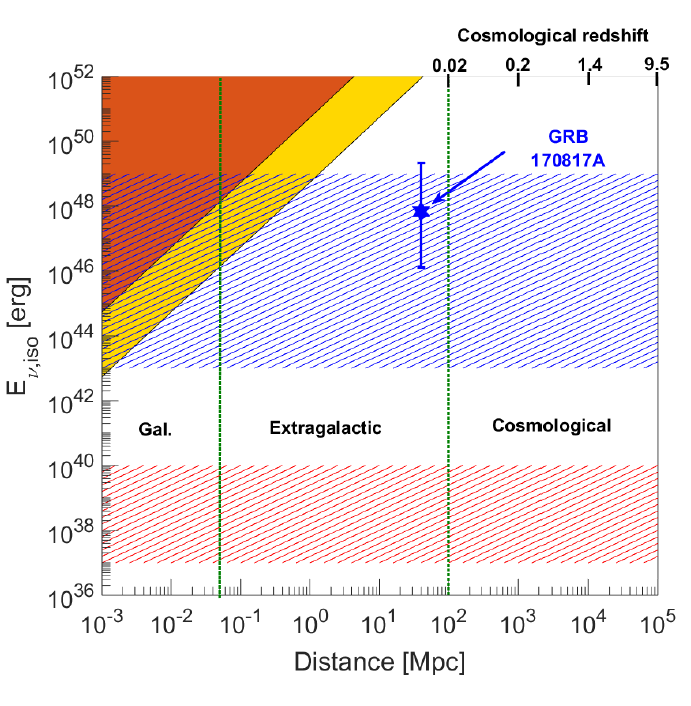 Cosmological redshift
0.02 0.2 1.4 9.5
10^52
10^50
10^48
10^46
10^44
10^42
10^40
10^38
10^36
E_ν,iso [erg]
GRB
170817A
Gal. Extragalactic Cosmological
10^-3 10^-2 10^-1 10^0 10^1 10^2 10^3 10^4 10^5
Distance [Mpc]